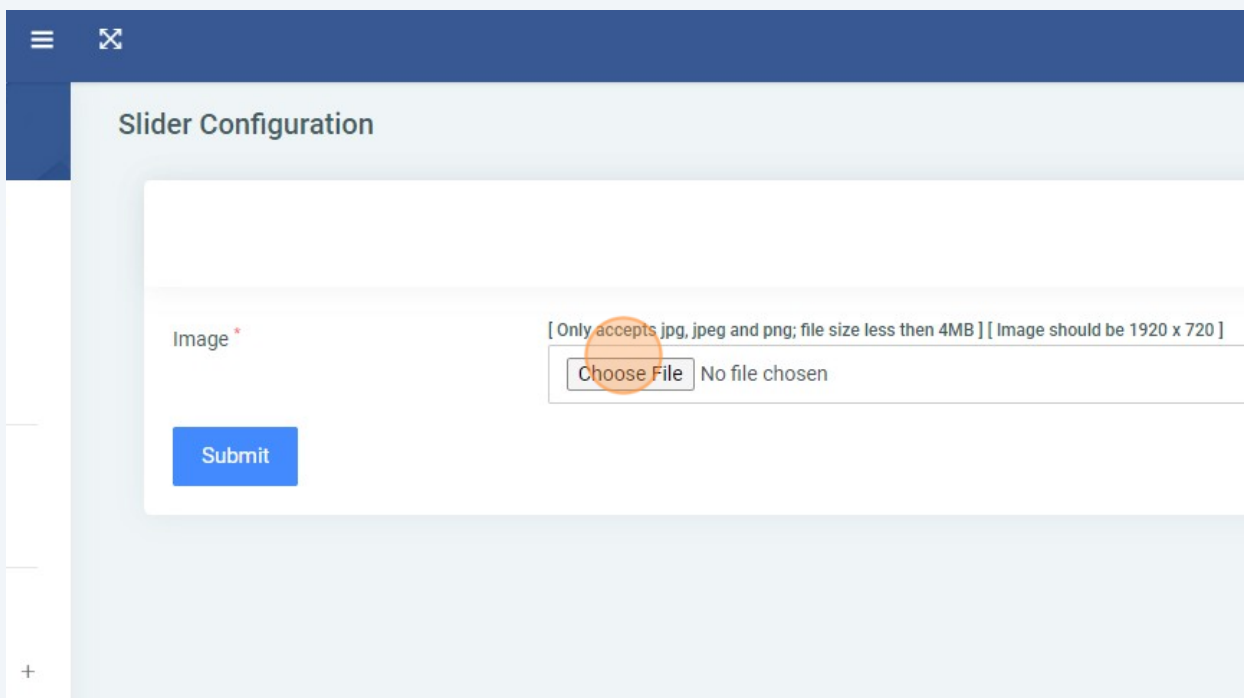 Slider Configuration
Image *
[ Only accepts jpg, jpeg and png; file size less then 4MB ] [ Image should be 1920 x 720 ]
Choose File No file chosen
Submit
+